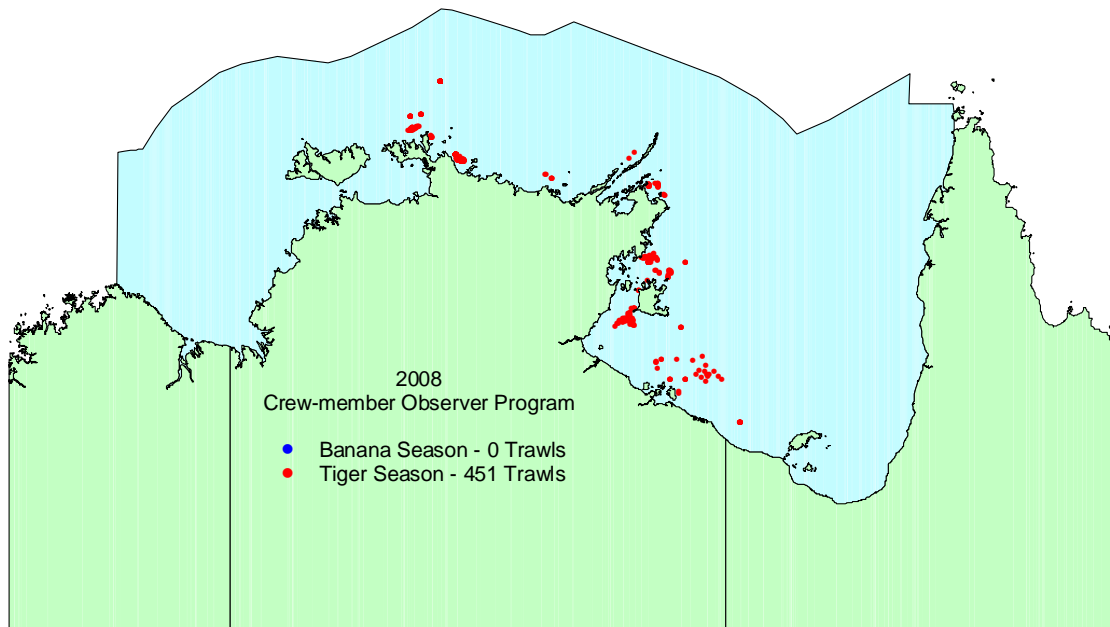 2008
Crew-member Observer Program
Banana Season - 0 Trawls
Tiger Season - 451 Trawls